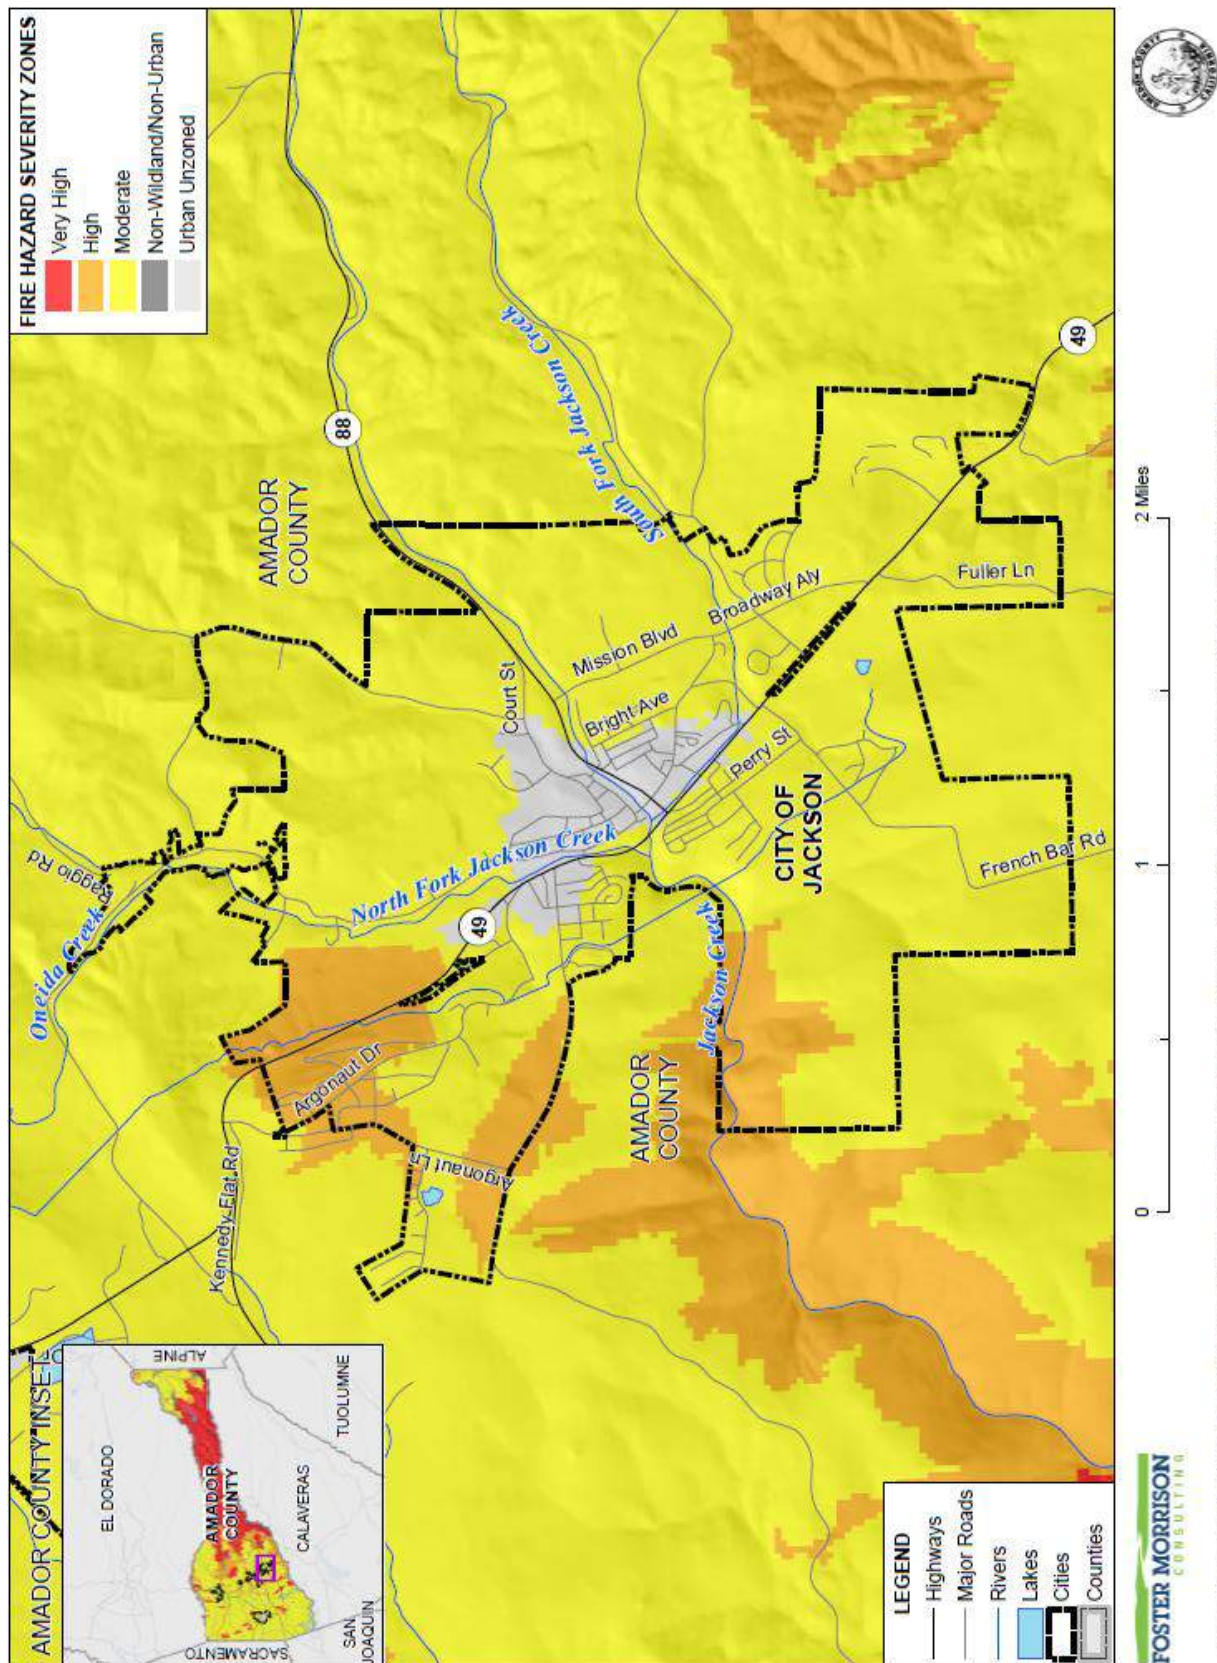 AMADOR COUNTY INSET
EL DORADO
ALPINE
AMADOR
COUNTY
CALAVERAS
TUOLUMNE
SACRAMENTO
SAN
JOAQUIN
FIRE HAZARD SEVERITY ZONES
Very High
High
Moderate
Non-Wildland/Non-Urban
Urban Unzoned
Oneida Creek
Raggio Rd
AMADOR
COUNTY
88
Kennedy Flat Rd
Argonaut Dr
North Fork Jackson Creek
49
Court St
South Fork Jackson Creek
Argonaut Ln
Mission Blvd
Bright Ave
Broadway Aly
AMADOR
COUNTY
Jackson Creek
Perry St
CITY OF
JACKSON
Fuller Ln
French Bar Rd
49
LEGEND
Highways
Major Roads
Rivers
Lakes
Cities
Counties
FOSTER MORRISON
CONSULTING
0
1
2 Miles
AMADOR COUNTY